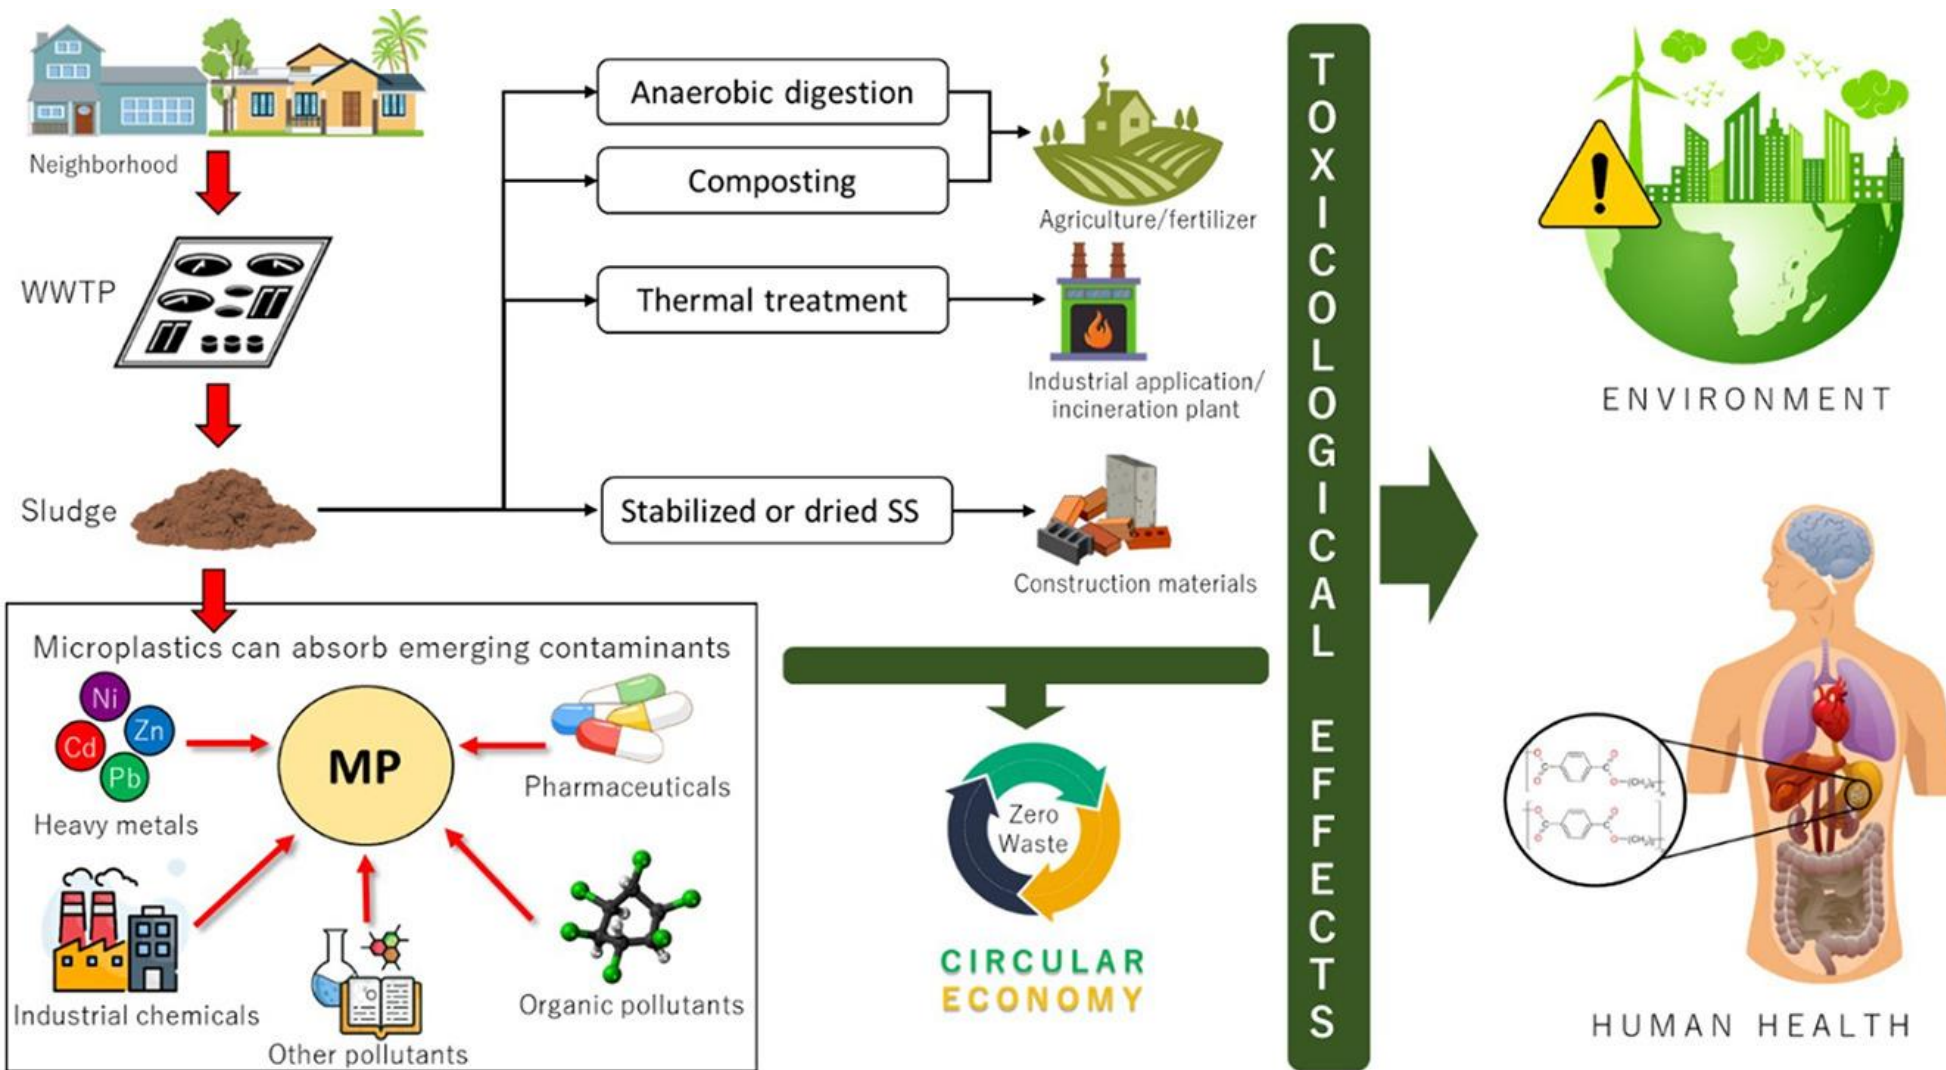 Neighborhood
WWTP
Sludge
Anaerobic digestion
Composting
Thermal treatment
Stabilized or dried SS
Agriculture/fertilizer
Industrial application/
incineration plant
Construction materials
Microplastics can absorb emerging contaminants
Ni
Zn
Cd
Pb
Heavy metals
MP
Pharmaceuticals
Industrial chemicals
Other pollutants
Organic pollutants
Zero
Waste
CIRCULAR
ECONOMY
TOXICOLOGICAL EFFECTS
ENVIRONMENT
HUMAN HEALTH